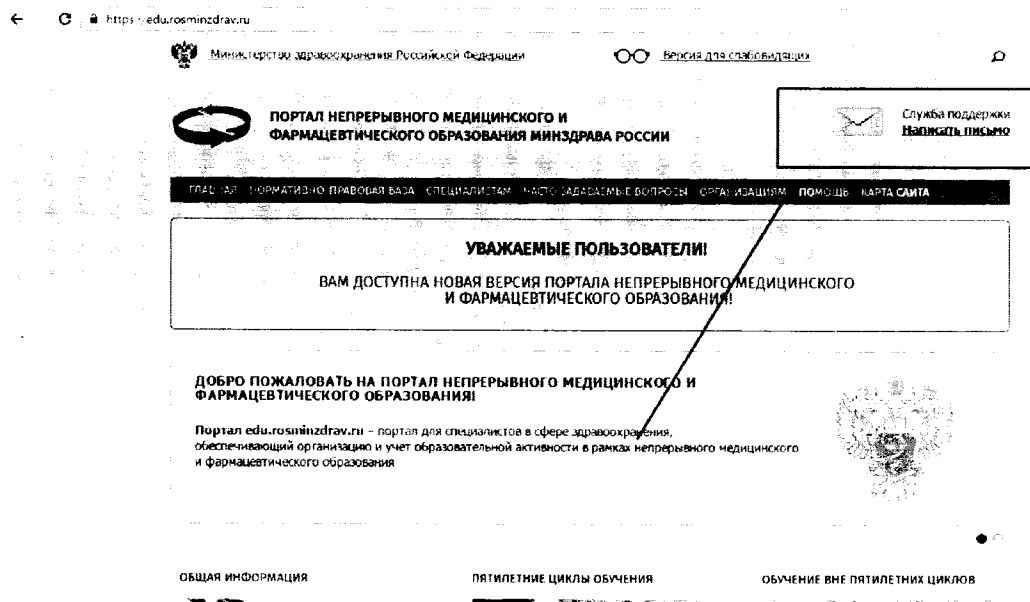 https://edu.rosminzdrav.ru
Министерство здравоохранения Российской Федерации
Версия для слабовидящих
ПОРТАЛ НЕПРЕРЫВНОГО МЕДИЦИНСКОГО И
ФАРМАЦЕВТИЧЕСКОГО ОБРАЗОВАНИЯ МИНЗДРАВА РОССИИ
Служба поддержки
Написать письмо
ГЛАВНАЯ НОРМАТИВНО ПРАВОВАЯ БАЗА СПЕЦИАЛИСТАМ ЧАСТО ЗАДАВАЕМЫЕ ВОПРОСЫ ОРГАНИЗАЦИЯМ ПОМОЩЬ КАРТА САЙТА
УВАЖАЕМЫЕ ПОЛЬЗОВАТЕЛИ!
ВАМ ДОСТУПНА НОВАЯ ВЕРСИЯ ПОРТАЛА НЕПРЕРЫВНОГО МЕДИЦИНСКОГО
И ФАРМАЦЕВТИЧЕСКОГО ОБРАЗОВАНИЯ!
ДОБРО ПОЖАЛОВАТЬ НА ПОРТАЛ НЕПРЕРЫВНОГО МЕДИЦИНСКОГО И
ФАРМАЦЕВТИЧЕСКОГО ОБРАЗОВАНИЯ!
Портал edu.rosminzdrav.ru – портал для специалистов в сфере здравоохранения,
обеспечивающий организацию и учет образовательной активности в рамках непрерывного медицинского
и фармацевтического образования
ОБЩАЯ ИНФОРМАЦИЯ
ПЯТИЛЕТНИЕ ЦИКЛЫ ОБУЧЕНИЯ
ОБУЧЕНИЕ ВНЕ ПЯТИЛЕТНИХ ЦИКЛОВ